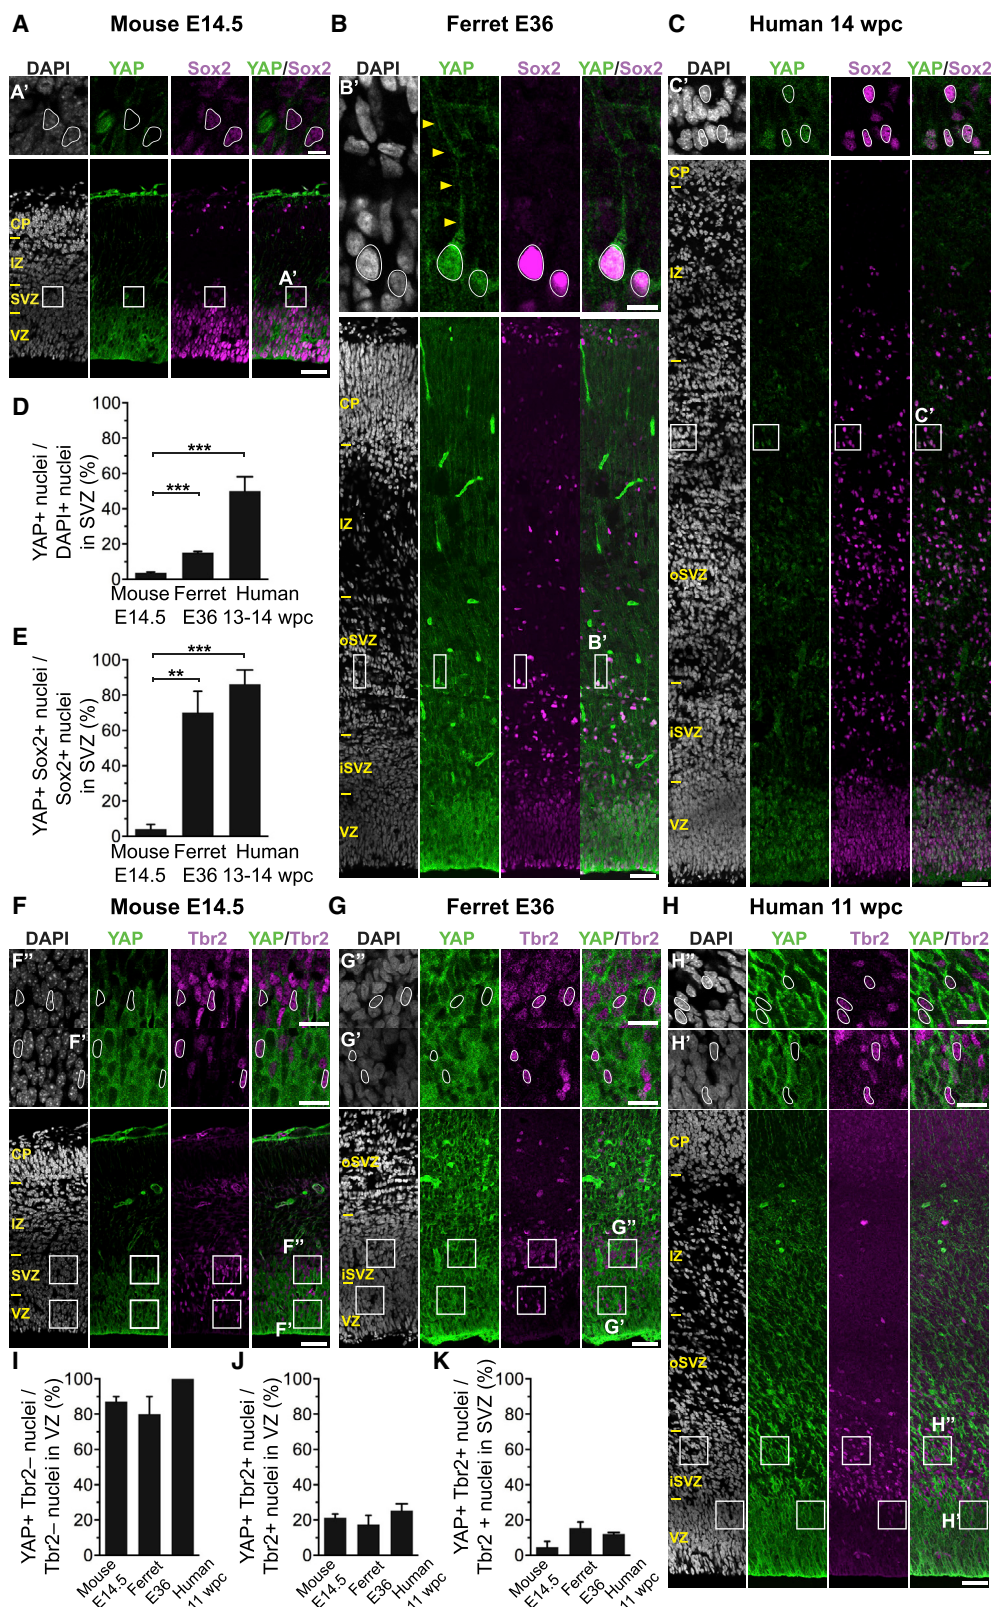 A Mouse E14.5
DAPI YAP Sox2 YAP/Sox2
A’
CP
IZ
SVZ
VZ
A’
B Ferret E36
DAPI YAP Sox2 YAP/Sox2
B’
CP
IZ
oSVZ
iSVZ
VZ
B’
C Human 14 wpc
DAPI YAP Sox2 YAP/Sox2
C’
CP
IZ
oSVZ
iSVZ
VZ
C’
D
YAP+ nuclei /
DAPI+ nuclei
in SVZ (%)
100
80
60
40
20
0
***
***
Mouse Ferret Human
E14.5 E36 13-14 wpc
E
YAP+ Sox2+ nuclei /
Sox2+ nuclei
in SVZ (%)
100
80
60
40
20
0
***
**
Mouse Ferret Human
E14.5 E36 13-14 wpc
F Mouse E14.5
DAPI YAP Tbr2 YAP/Tbr2
F’’
F’
CP
IZ
SVZ
VZ
F’’
F’
G Ferret E36
DAPI YAP Tbr2 YAP/Tbr2
G’’
G’
oSVZ
iSVZ
VZ
G’’
G’
H Human 11 wpc
DAPI YAP Tbr2 YAP/Tbr2
H’’
H’
CP
IZ
oSVZ
iSVZ
VZ
H’’
H’
I
YAP+ Tbr2– nuclei /
Tbr2– nuclei in VZ (%)
100
80
60
40
20
0
Mouse
E14.5
Ferret
E36
Human
11 wpc
J
YAP+ Tbr2+ nuclei /
Tbr2+ nuclei in VZ (%)
100
80
60
40
20
0
Mouse
E14.5
Ferret
E36
Human
11 wpc
K
YAP+ Tbr2+ nuclei /
Tbr2 + nuclei in SVZ (%)
100
80
60
40
20
0
Mouse
E14.5
Ferret
E36
Human
11 wpc